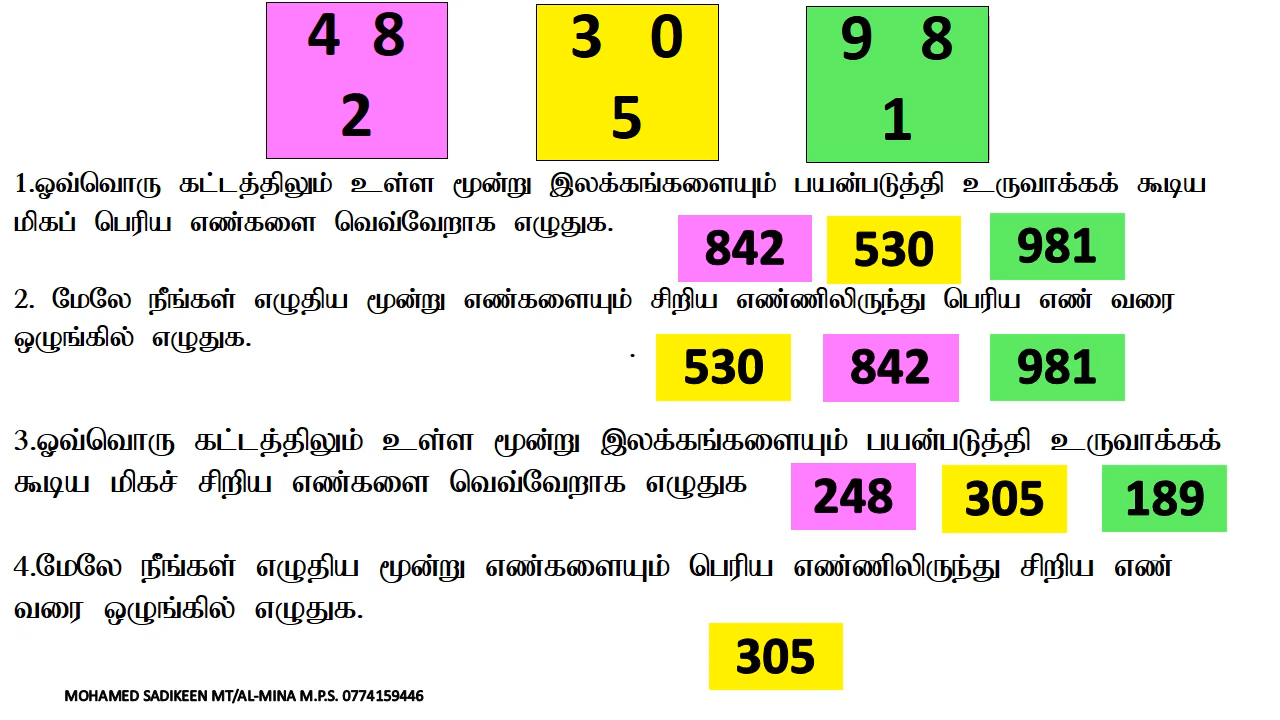 4 8 3 0 9 8
2 5 1
1.ஓவ்வொரு கட்டத்திலும் உள்ள மூன்று இலக்கங்களையும் பயன்படுத்தி உருவாக்கக் கூடிய
மிகப் பெரிய எண்களை வெவ்வேறாக எழுதுக.
842 530 981
2. மேலே நீங்கள் எழுதிய மூன்று எண்களையும் சிறிய எண்ணிலிருந்து பெரிய எண் வரை
ஒழுங்கில் எழுதுக.
. 530 842 981
3.ஓவ்வொரு கட்டத்திலும் உள்ள மூன்று இலக்கங்களையும் பயன்படுத்தி உருவாக்கக்
கூடிய மிகச் சிறிய எண்களை வெவ்வேறாக எழுதுக
248 305 189
4.மேலே நீங்கள் எழுதிய மூன்று எண்களையும் பெரிய எண்ணிலிருந்து சிறிய எண்
வரை ஒழுங்கில் எழுதுக.
305
MOHAMED SADIKEEN MT/AL-MINA M.P.S. 0774159446